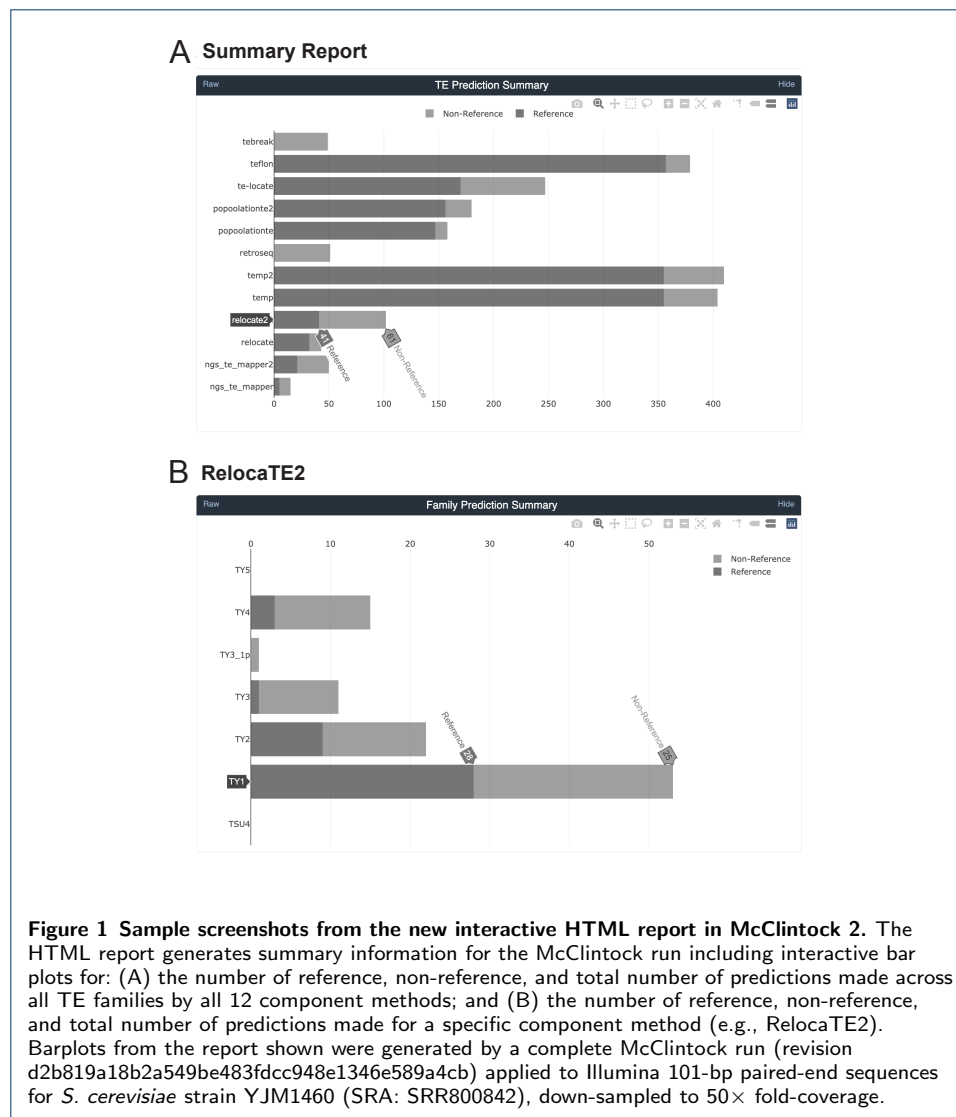 A Summary Report
Raw TE Prediction Summary Hide
Non-Reference Reference
tebreak
teflon
te-locate
popoolationte2
popoolationte
retroseq
temp2
temp
relocate2
41 Reference
61 Non-Reference
relocate
ngs_te_mapper2
ngs_te_mapper
0 50 100 150 200 250 300 350 400
B RelocaTE2
Raw Family Prediction Summary Hide
0 10 20 30 40 50
Non-Reference
Reference
TY5
TY4
TY3_1p
TY3
TY2
Reference 28
Non-Reference 25
TY1
TSU4
Figure 1 Sample screenshots from the new interactive HTML report in McClintock 2. The
HTML report generates summary information for the McClintock run including interactive bar
plots for: (A) the number of reference, non-reference, and total number of predictions made across
all TE families by all 12 component methods; and (B) the number of reference, non-reference,
and total number of predictions made for a specific component method (e.g., RelocaTE2).
Barplots from the report shown were generated by a complete McClintock run (revision
d2b819a18b2a549be483fdcc948e1346e589a4cb) applied to Illumina 101-bp paired-end sequences
for S. cerevisiae strain YJM1460 (SRA: SRR800842), down-sampled to 50× fold-coverage.